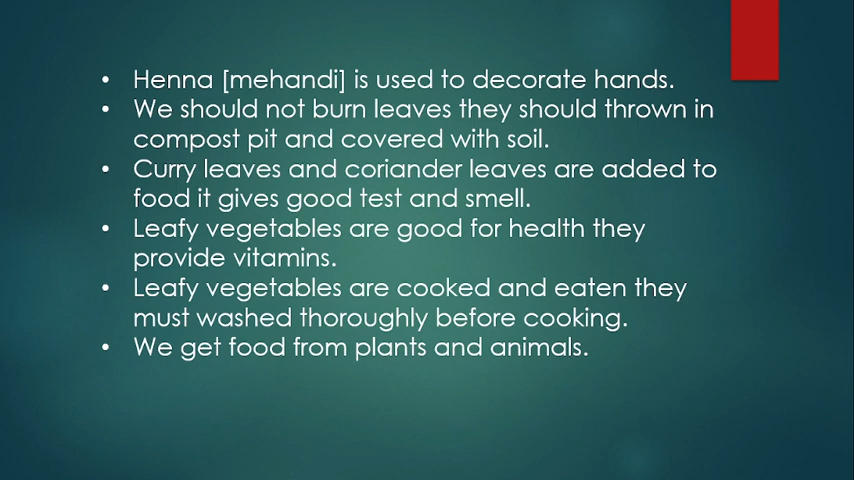 • Henna [mehandi] is used to decorate hands.
• We should not burn leaves they should thrown in
compost pit and covered with soil.
• Curry leaves and coriander leaves are added to
food it gives good test and smell.
• Leafy vegetables are good for health they
provide vitamins.
• Leafy vegetables are cooked and eaten they
must washed thoroughly before cooking.
• We get food from plants and animals.